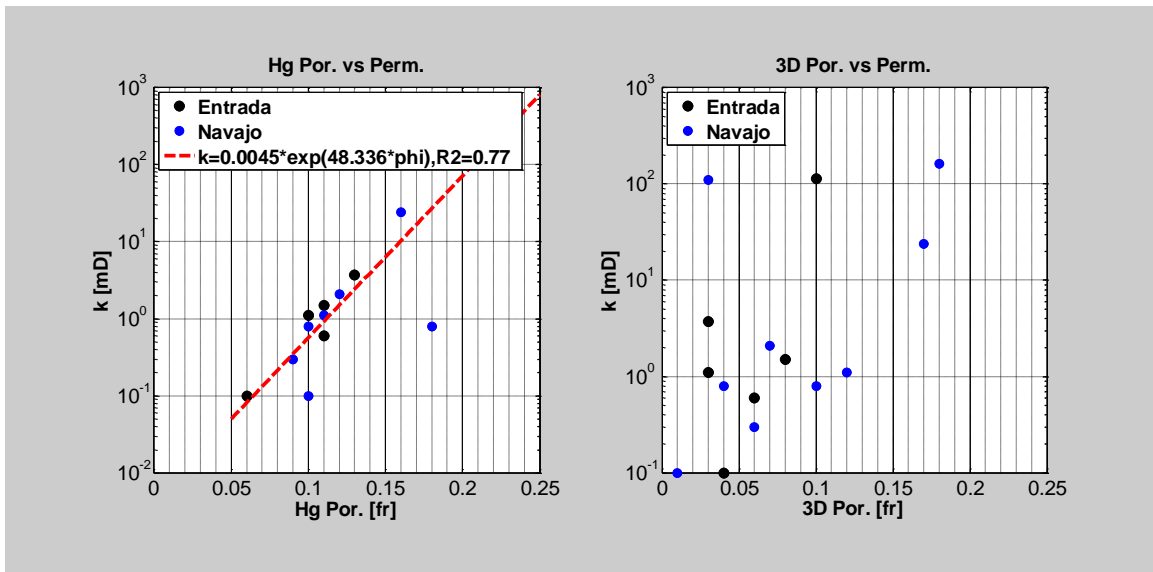 Hg Por. vs Perm.
10^3
10^2
10^1
10^0
10^-1
10^-2
k [mD]
Entrada
Navajo
k=0.0045*exp(48.336*phi),R2=0.77
0 0.05 0.1 0.15 0.2 0.25
Hg Por. [fr]
3D Por. vs Perm.
10^3
10^2
10^1
10^0
10^-1
k [mD]
Entrada
Navajo
0 0.05 0.1 0.15 0.2 0.25
3D Por. [fr]